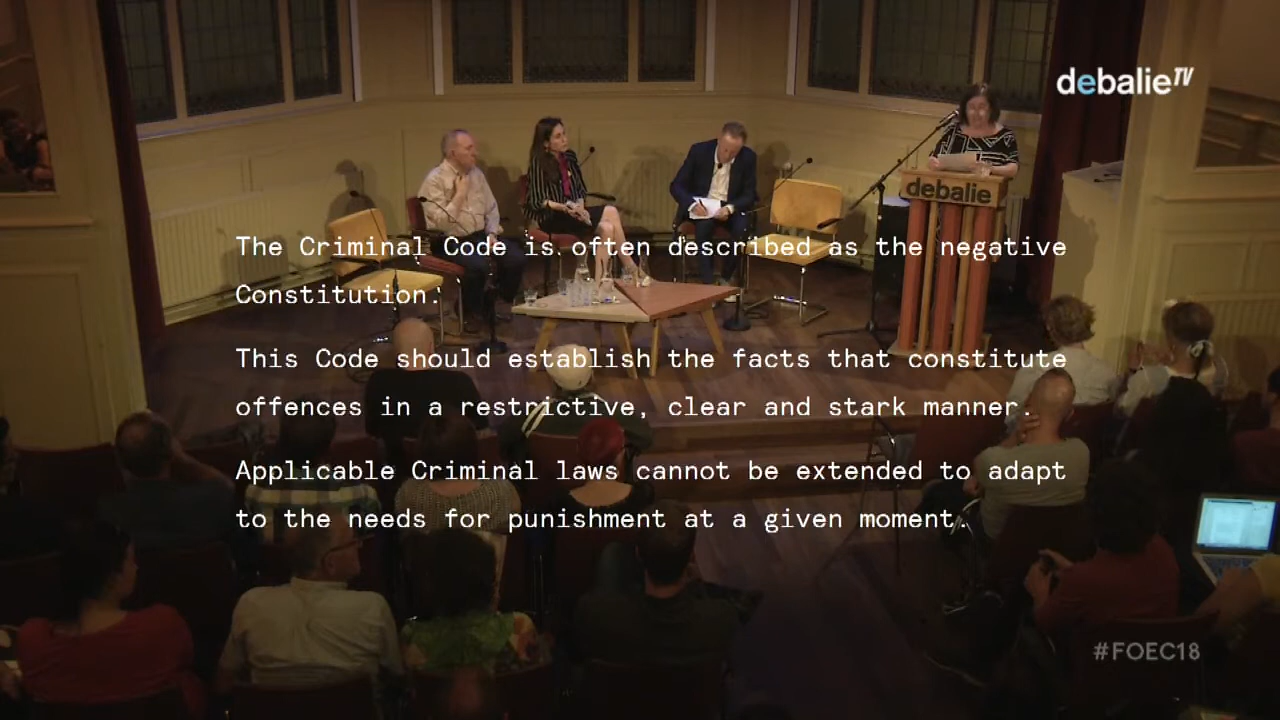 debalieTV
debalie
The Criminal Code is often described as the negative
Constitution.
This Code should establish the facts that constitute
offences in a restrictive, clear and stark manner.
Applicable Criminal laws cannot be extended to adapt
to the needs for punishment at a given moment.
#FOEC18